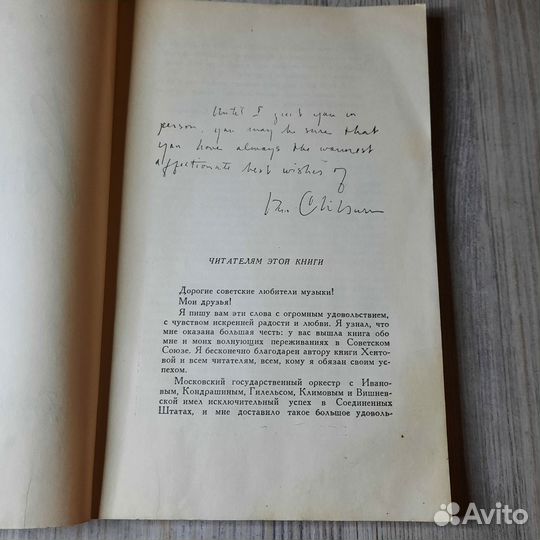 Until I greet you in
person, you may be sure that
you have always the warmest
affectionate best wishes of
Van Cliburn
ЧИТАТЕЛЯМ ЭТОЙ КНИГИ
Дорогие советские любители музыки!
Мои друзья!
Я пишу вам эти слова с огромным удовольствием,
с чувством искренней радости и любви. Я узнал, что
мне оказана большая честь: у вас вышла книга обо
мне и моих волнующих переживаниях в Советском
Союзе. Я бесконечно благодарен автору книги Хенто-
вой и всем читателям, всем, кому я обязан своим ус-
пехом.
Московский государственный оркестр с Ивано-
вым, Кондрашиным, Гилельсом, Климовым и Вишнев-
ской имел исключительный успех в Соединенных
Штатах, и мне доставило такое большое удоволь-
Avito